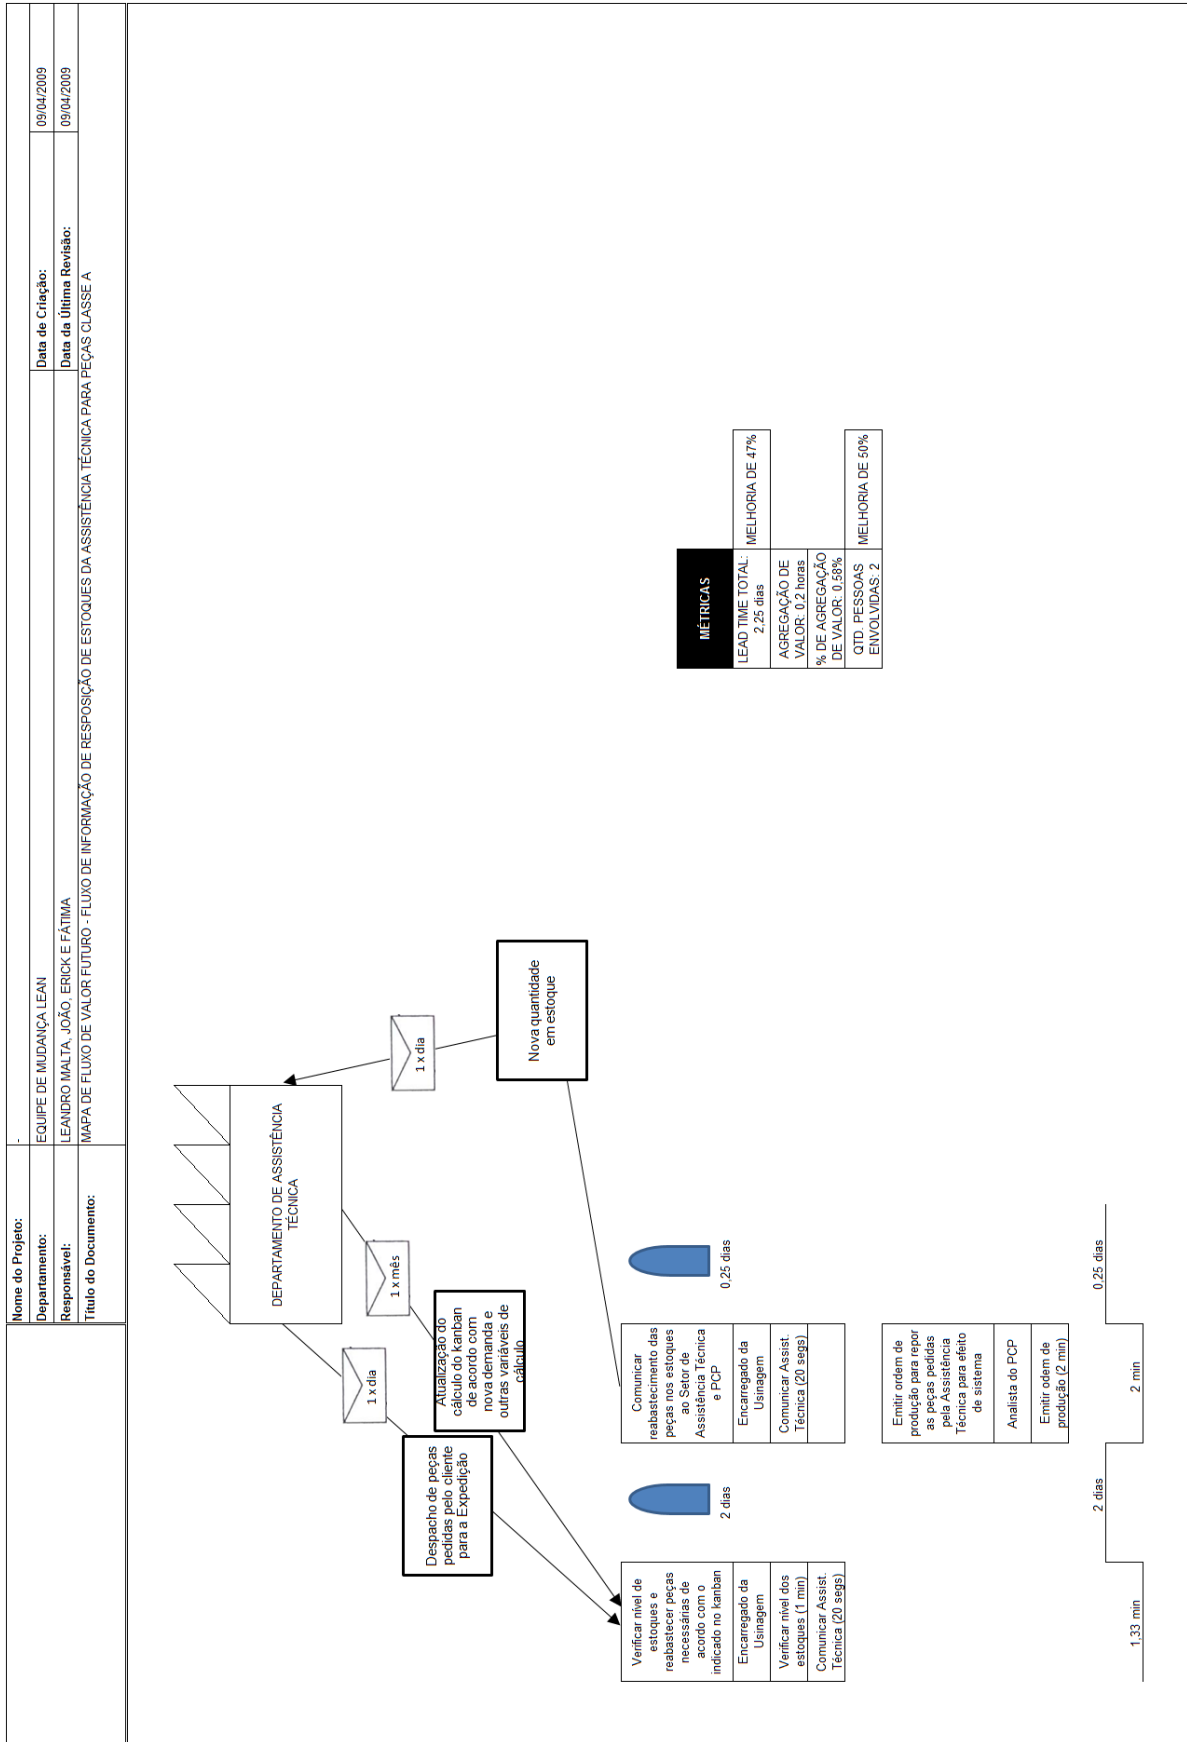 Nome do Projeto:
-
Departamento:
EQUIPE DE MUDANÇA LEAN
Data de Criação:
09/04/2009
Responsável:
LEANDRO MALTA, JOÃO, ERICK E FÁTIMA
Data da Última Revisão:
09/04/2009
Título do Documento:
MAPA DE FLUXO DE VALOR FUTURO - FLUXO DE INFORMAÇÃO DE RESPOSIÇÃO DE ESTOQUES DA ASSISTÊNCIA TÉCNICA PARA PEÇAS CLASSE A
DEPARTAMENTO DE ASSISTÊNCIA
TÉCNICA
1 x dia
1 x mês
1 x dia
Despacho de peças
pedidas pelo cliente
para a Expedição
Atualização do
cálculo do kanban
de acordo com
nova demanda e
outras variáveis de
cálculo
Nova quantidade
em estoque
Verificar nível de
estoques e
reabastecer peças
necessárias de
acordo com o
indicado no kanban
Encarregado da
Usinagem
Verificar nível dos
estoques (1 min)
Comunicar Assist.
Técnica (20 segs)
2 dias
Comunicar
reabastecimento das
peças nos estoques
ao Setor de
Assistência Técnica
e PCP
Encarregado da
Usinagem
Comunicar Assist.
Técnica (20 segs)
0,25 dias
Emitir ordem de
produção para repor
as peças pedidas
pela Assistência
Técnica para efeito
de sistema
Analista do PCP
Emitir odem de
produção (2 min)
MÉTRICAS
LEAD TIME TOTAL:
2,25 dias
MELHORIA DE 47%
AGREGAÇÃO DE
VALOR: 0,2 horas
% DE AGREGAÇÃO
DE VALOR: 0,58%
QTD. PESSOAS
ENVOLVIDAS: 2
MELHORIA DE 50%
1,33 min
2 dias
2 min
0,25 dias